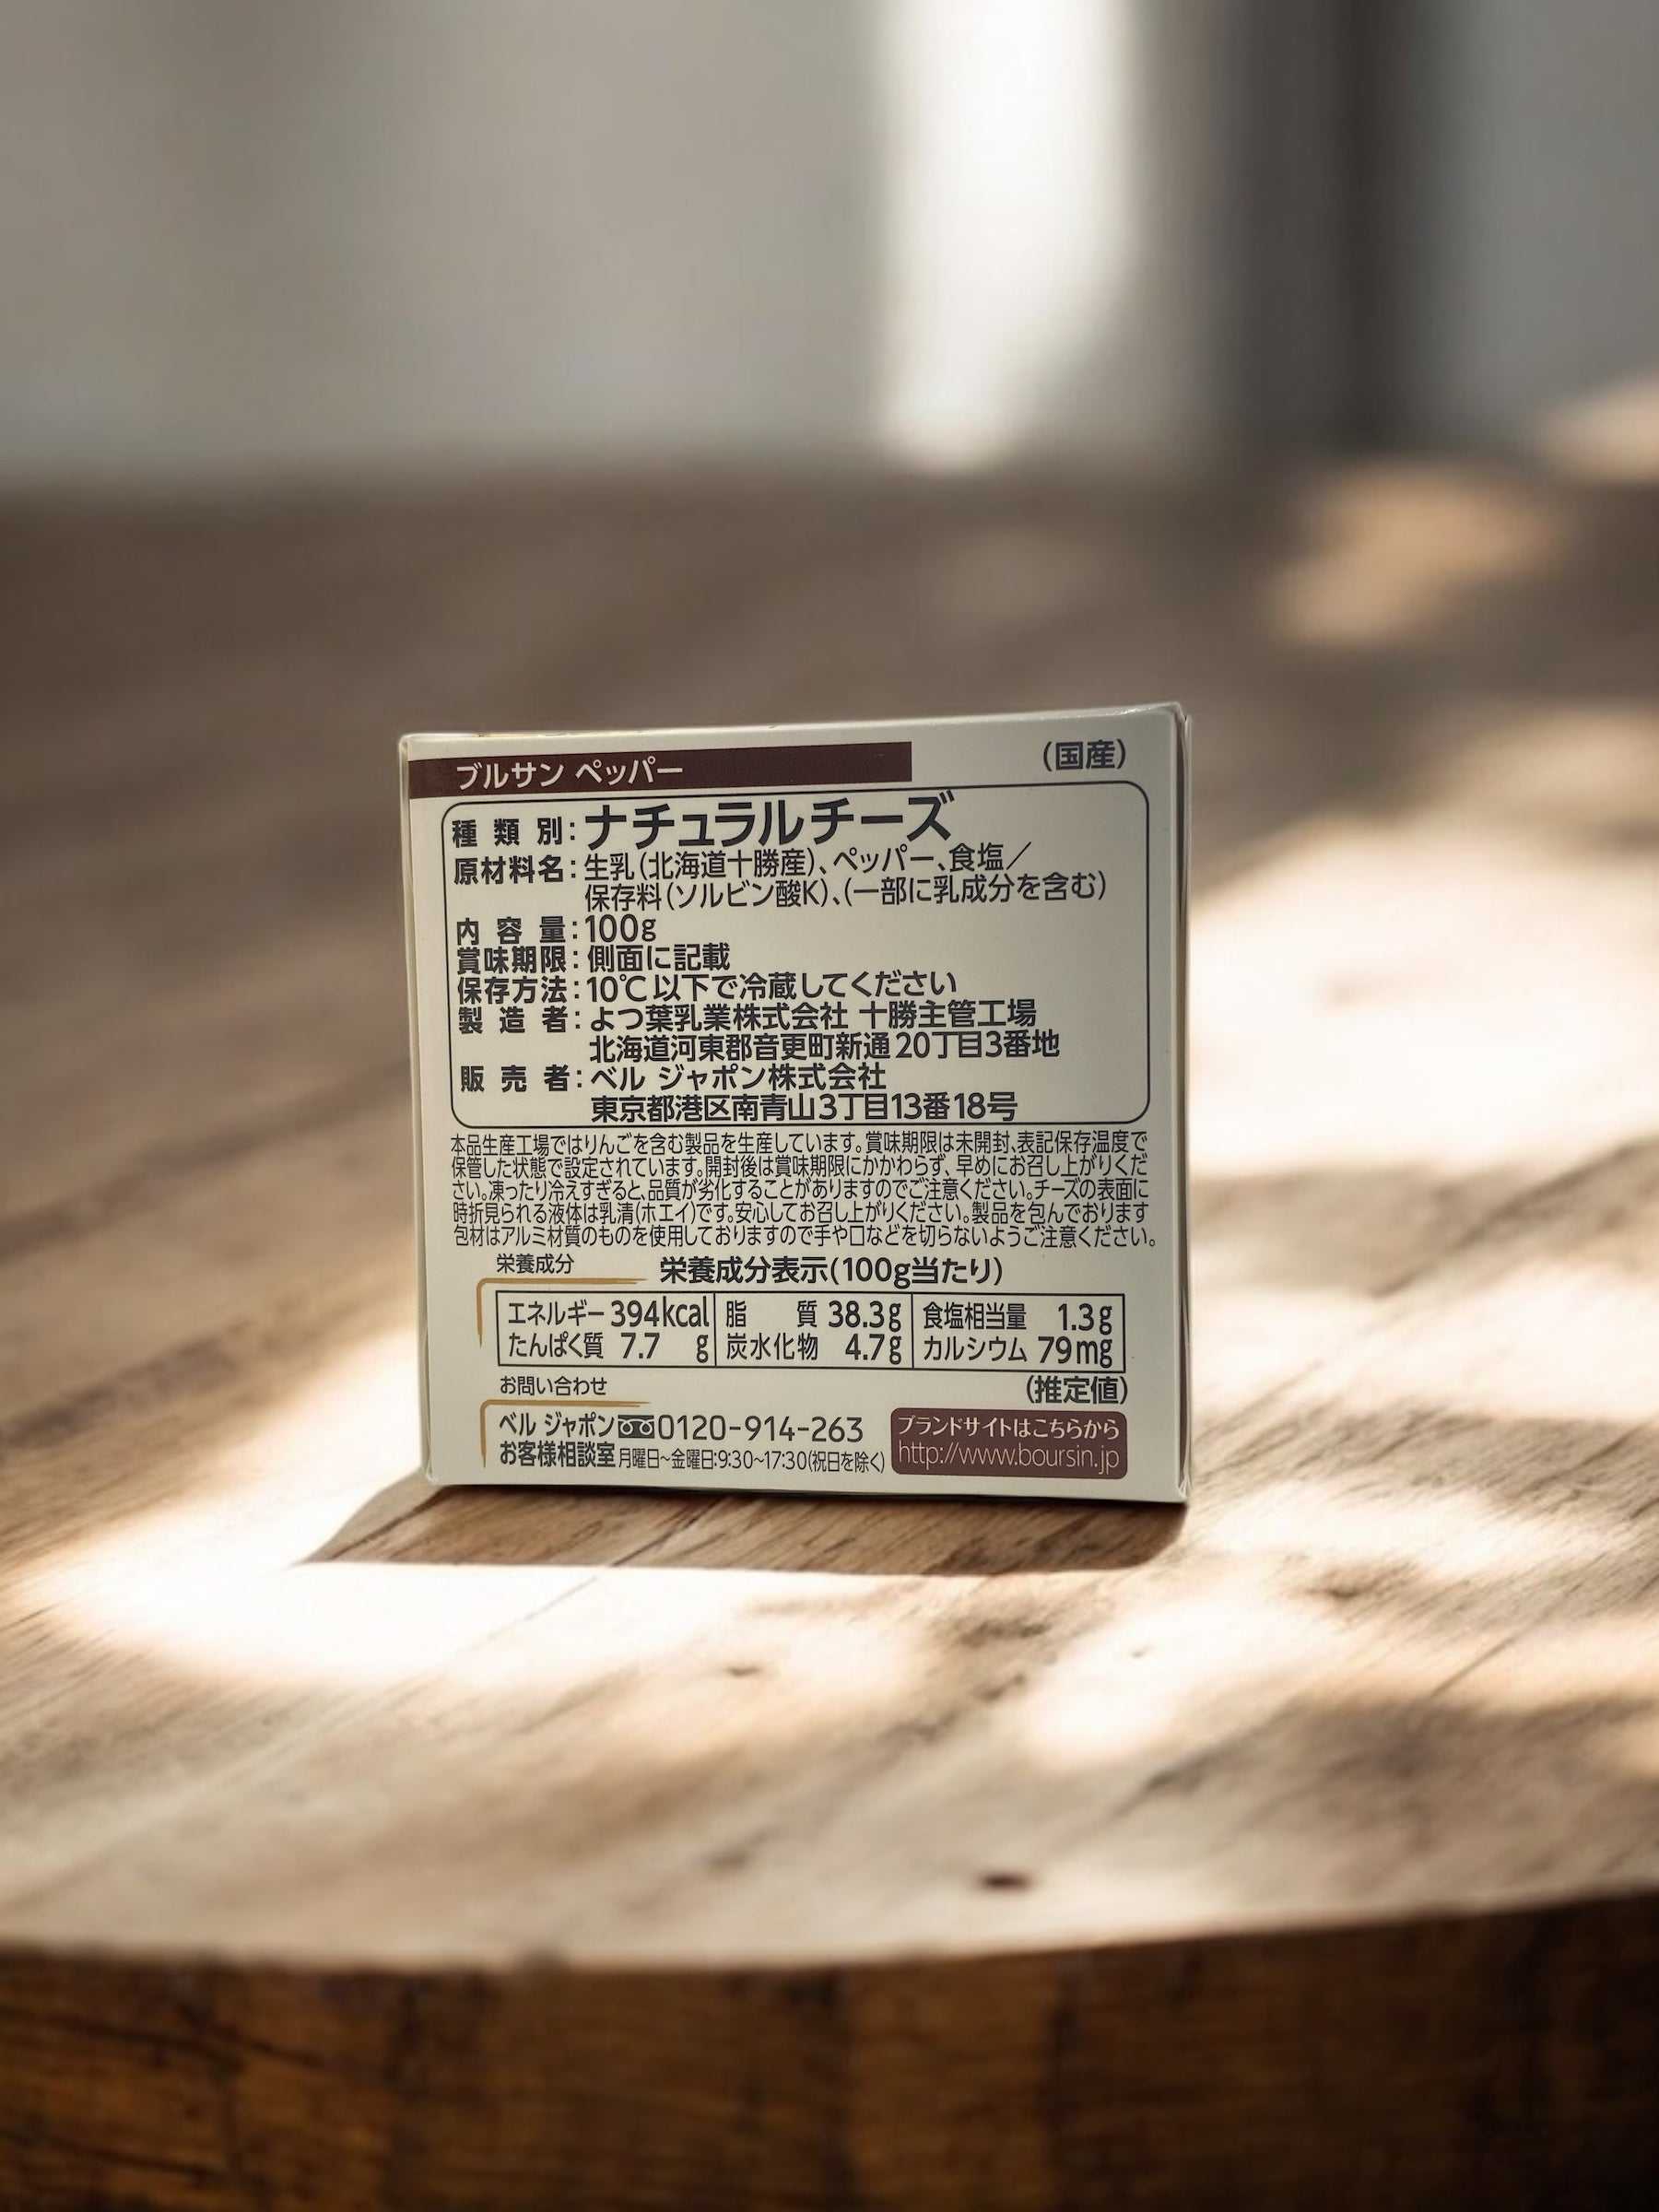 ブルサン ペッパー
(国産)
種類別:ナチュラルチーズ
原材料名:生乳(北海道十勝産)、ペッパー、食塩/
保存料(ソルビン酸K)、(一部に乳成分を含む)
内容量:100g
賞味期限:側面に記載
保存方法:10℃以下で冷蔵してください
製造者:よつ葉乳業株式会社 十勝主管工場
北海道河東郡音更町新通20丁目3番地
販売者:ベル ジャポン株式会社
東京都港区南青山3丁目13番18号
本品生産工場ではりんごを含む製品を生産しています。賞味期限は未開封、表記保存温度で
保管した状態で設定されています。開封後は賞味期限にかかわらず、早めにお召し上がりくだ
さい。凍ったり冷えすぎると、品質が劣化することがありますのでご注意ください。チーズの表面に
時折見られる液体は乳清(ホエイ)です。安心してお召し上がりください。製品を包んでおります
包材はアルミ材質のものを使用しておりますので手や口などを切らないようご注意ください。
栄養成分
栄養成分表示(100g当たり)
エネルギー 394kcal 脂質 38.3g 食塩相当量 1.3g
たんぱく質 7.7g 炭水化物 4.7g カルシウム 79mg
(推定値)
お問い合わせ
ベル ジャポン 0120-914-263
お客様相談室 月曜日~金曜日:9:30~17:30(祝日を除く)
ブランドサイトはこちらから
http://www.boursin.jp